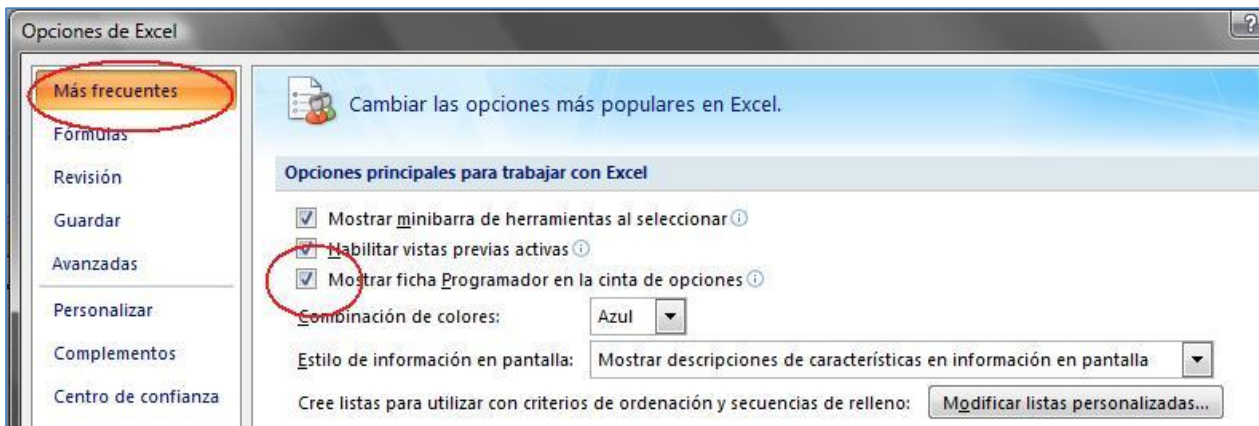 Opciones de Excel
?
Más frecuentes
Fórmulas
Revisión
Guardar
Avanzadas
Personalizar
Complementos
Centro de confianza
Cambiar las opciones más populares en Excel.
Opciones principales para trabajar con Excel
Mostrar minibarra de herramientas al seleccionar
Habilitar vistas previas activas
Mostrar ficha Programador en la cinta de opciones
Combinación de colores: Azul
Estilo de información en pantalla: Mostrar descripciones de características en información en pantalla
Cree listas para utilizar con criterios de ordenación y secuencias de relleno: Modificar listas personalizadas...